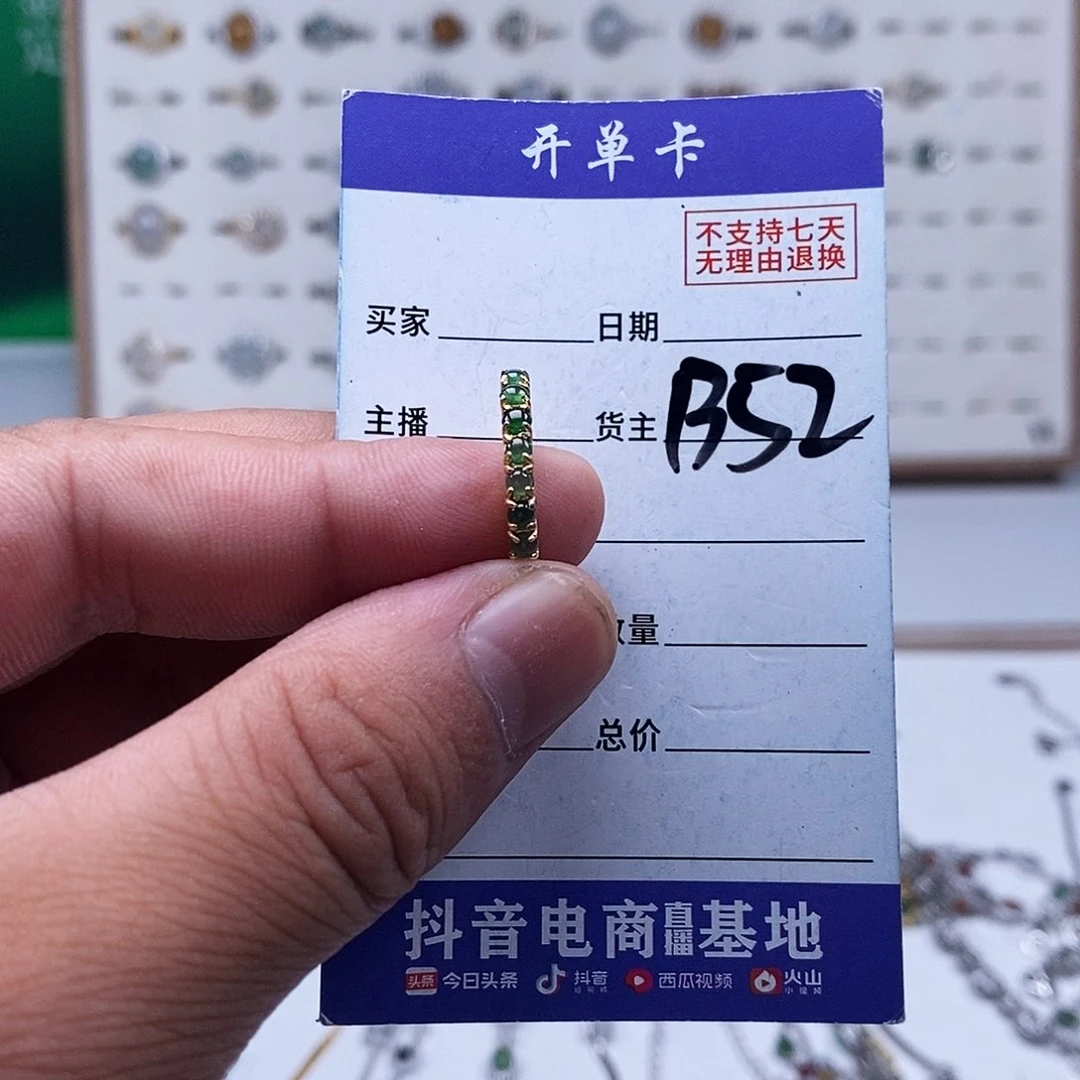 开单卡
不支持七天
无理由退换
买家 日期
主播 货主 B52
数量
总价
抖音电商直播基地
头条 今日头条 抖音 西瓜视频 火山